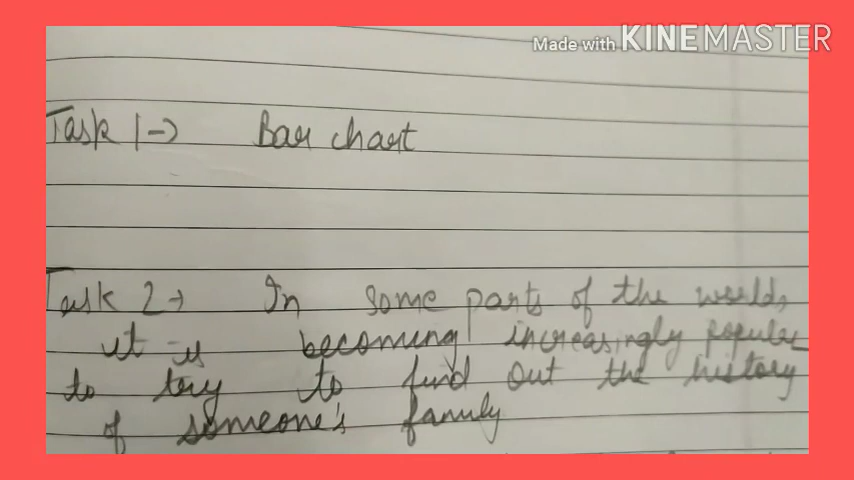 Made with KINEMASTER
Task 1 → Bar chart
Task 2 → In some parts of the world,
it is becoming increasingly popular
to try to find out the history
of someone's family